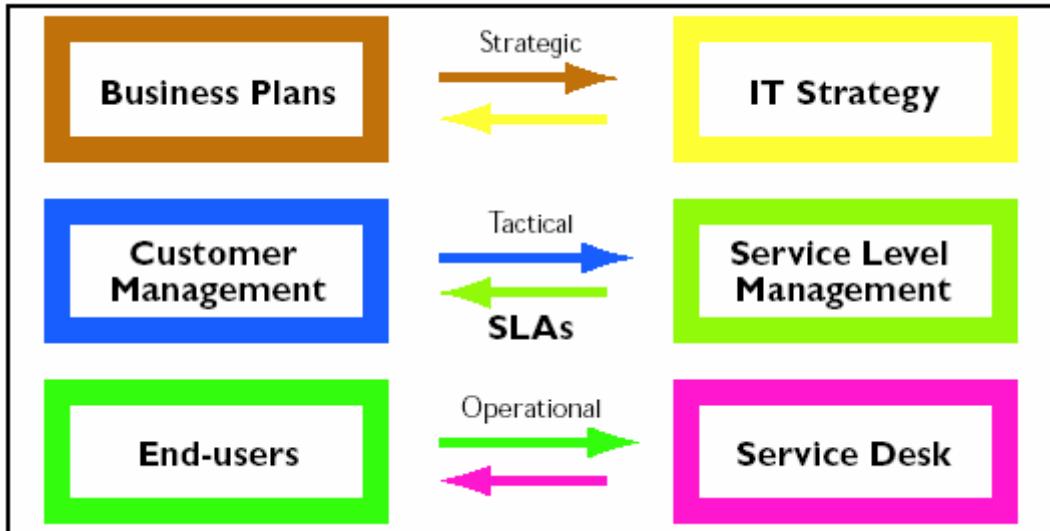 Strategic
Business Plans
IT Strategy
Tactical
Customer
Management
Service Level
Management
SLAs
Operational
End-users
Service Desk